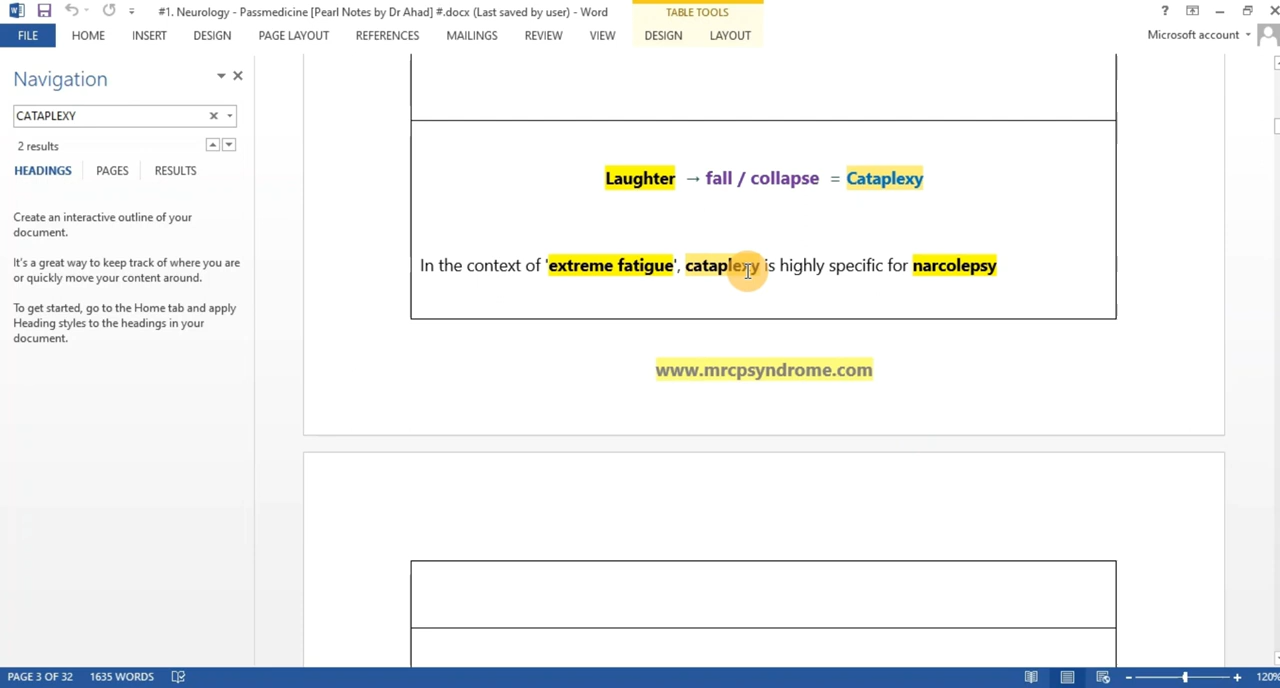 #1. Neurology - Passmedicine [Pearl Notes by Dr Ahad] #.docx (Last saved by user) - Word
TABLE TOOLS
?
FILE HOME INSERT DESIGN PAGE LAYOUT REFERENCES MAILINGS REVIEW VIEW DESIGN LAYOUT
Microsoft account
Navigation
CATAPLEXY
2 results
HEADINGS PAGES RESULTS
Create an interactive outline of your
document.
It's a great way to keep track of where you are
or quickly move your content around.
To get started, go to the Home tab and apply
Heading styles to the headings in your
document.
Laughter → fall / collapse = Cataplexy
In the context of 'extreme fatigue', cataplexy is highly specific for narcolepsy
www.mrcpsyndrome.com
PAGE 3 OF 32 1635 WORDS
120%